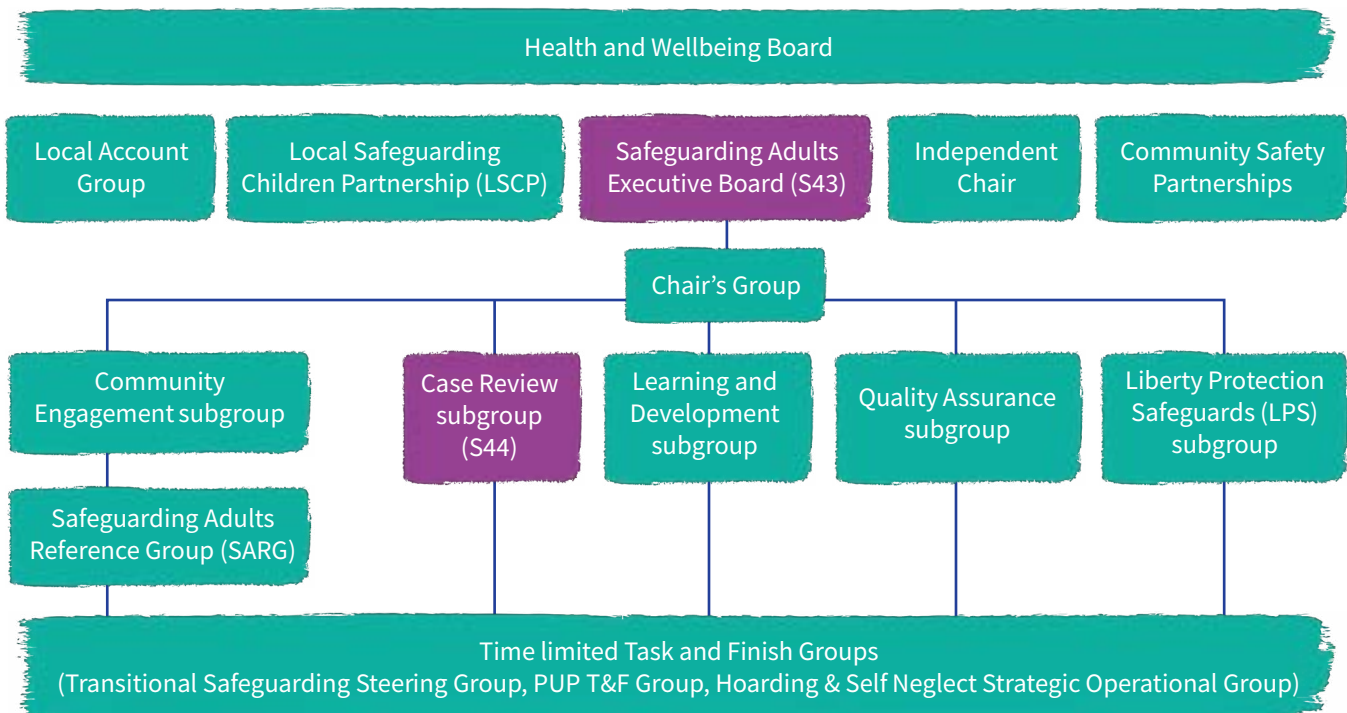 Health and Wellbeing Board
Local Account
Group
Local Safeguarding
Children Partnership (LSCP)
Safeguarding Adults
Executive Board (S43)
Independent
Chair
Community Safety
Partnerships
Chair’s Group
Community
Engagement subgroup
Case Review
subgroup
(S44)
Learning and
Development
subgroup
Quality Assurance
subgroup
Liberty Protection
Safeguards (LPS)
subgroup
Safeguarding Adults
Reference Group (SARG)
Time limited Task and Finish Groups
(Transitional Safeguarding Steering Group, PUP T&F Group, Hoarding & Self Neglect Strategic Operational Group)